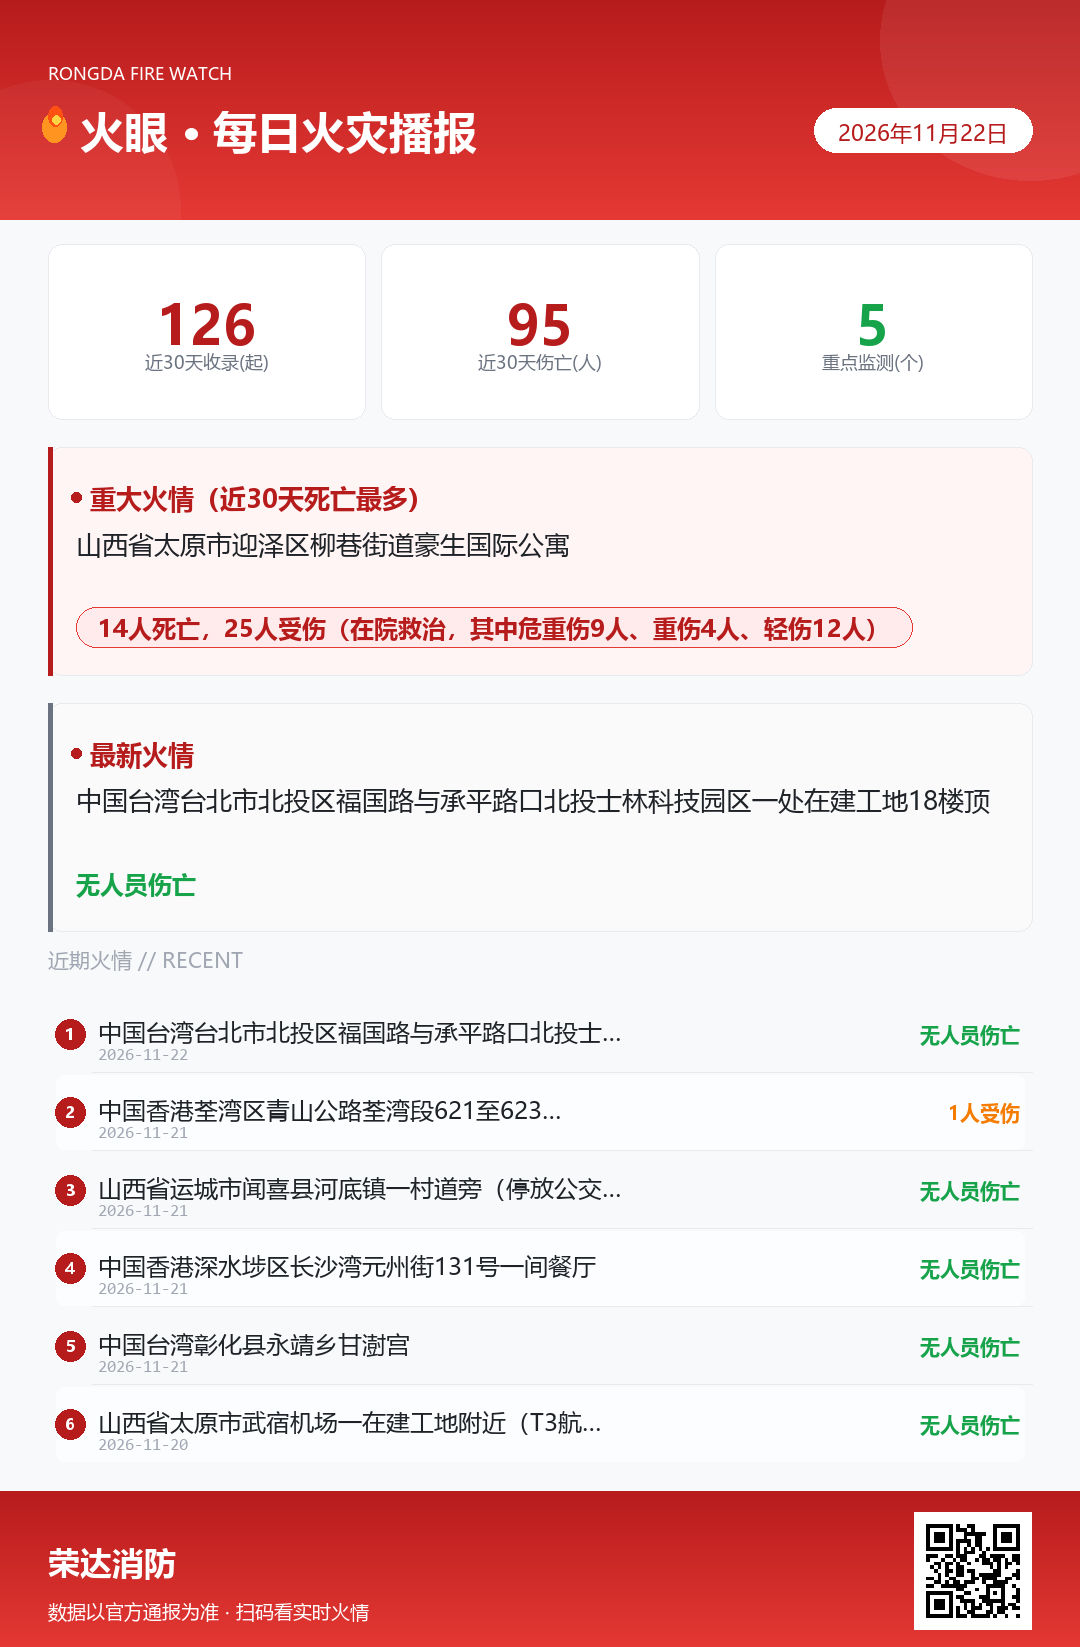 RONGDA FIRE WATCH
火眼·每日火灾播报
2026年11月22日
126
近30天收录(起)
95
近30天伤亡(人)
5
重点监测(个)
重大火情（近30天死亡最多）
山西省太原市迎泽区柳巷街道豪生国际公寓
14人死亡，25人受伤（在院救治，其中危重伤9人、重伤4人、轻伤12人）
最新火情
中国台湾台北市北投区福国路与承平路口北投士林科技园区一处在建工地18楼顶
无人员伤亡
近期火情 // RECENT
1 中国台湾台北市北投区福国路与承平路口北投士... 无人员伤亡
2026-11-22
2 中国香港荃湾区青山公路荃湾段621至623... 1人受伤
2026-11-21
3 山西省运城市闻喜县河底镇一村道旁（停放公交... 无人员伤亡
2026-11-21
4 中国香港深水埗区长沙湾元州街131号一间餐厅 无人员伤亡
2026-11-21
5 中国台湾彰化县永靖乡甘澍宫 无人员伤亡
2026-11-21
6 山西省太原市武宿机场一在建工地附近（T3航... 无人员伤亡
2026-11-20
荣达消防
数据以官方通报为准 · 扫码看实时火情